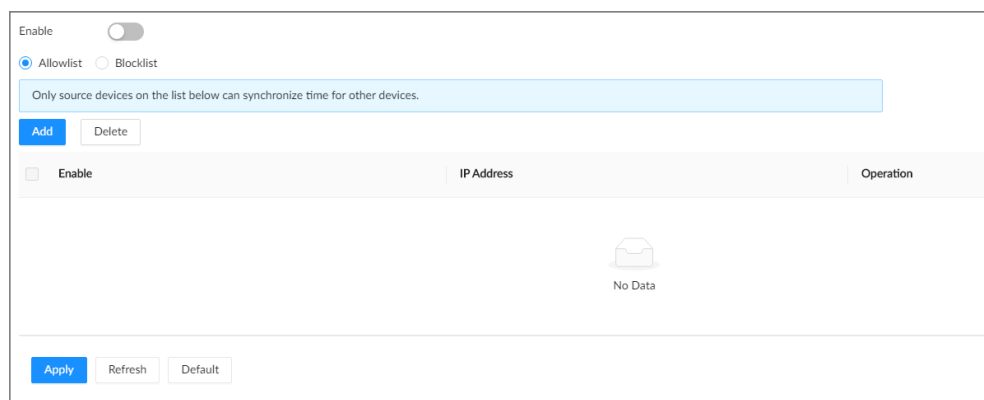 Enable
Allowlist Blocklist
Only source devices on the list below can synchronize time for other devices.
Add Delete
Enable IP Address Operation
No Data
Apply Refresh Default